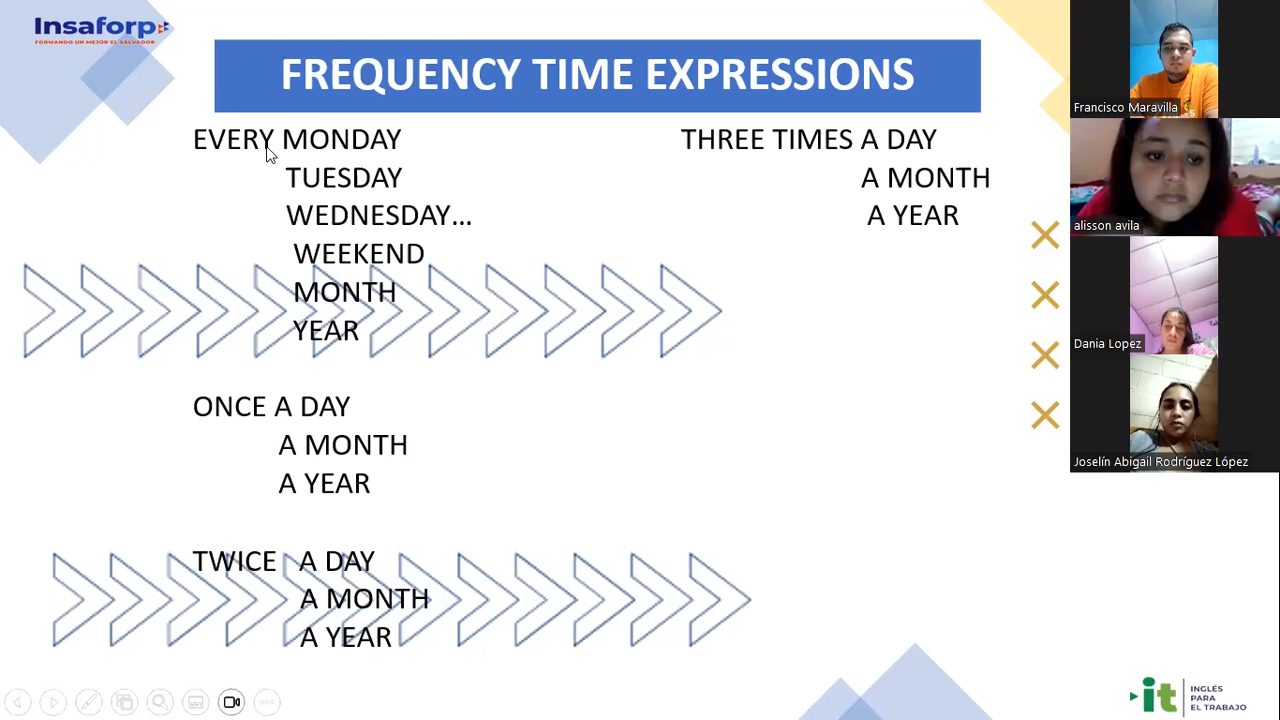 Insaforp
FORMANDO UN MEJOR EL SALVADOR
FREQUENCY TIME EXPRESSIONS
EVERY MONDAY
TUESDAY
WEDNESDAY...
WEEKEND
MONTH
YEAR
ONCE A DAY
A MONTH
A YEAR
TWICE A DAY
A MONTH
A YEAR
THREE TIMES A DAY
A MONTH
A YEAR
Francisco Maravilla
alisson avila
Dania Lopez
Joselín Abigail Rodríguez López
it
INGLÉS
PARA
EL TRABAJO